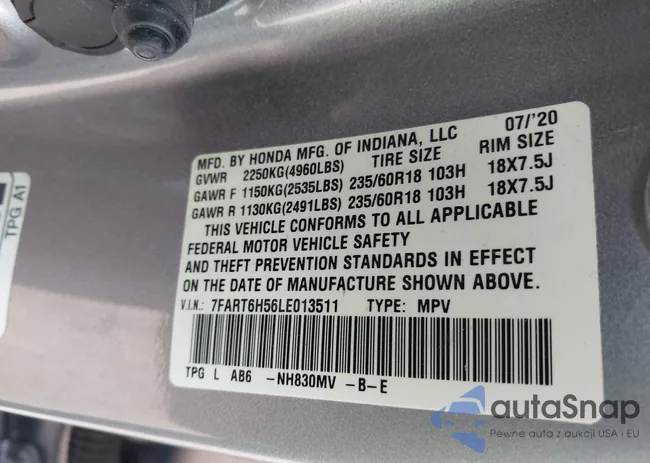 MFD. BY HONDA MFG. OF INDIANA, LLC 07/'20
GVWR 2250KG(4960LBS) TIRE SIZE RIM SIZE
GAWR F 1150KG(2535LBS) 235/60R18 103H 18X7.5J
GAWR R 1130KG(2491LBS) 235/60R18 103H 18X7.5J
THIS VEHICLE CONFORMS TO ALL APPLICABLE
FEDERAL MOTOR VEHICLE SAFETY
AND THEFT PREVENTION STANDARDS IN EFFECT
ON THE DATE OF MANUFACTURE SHOWN ABOVE.
V.I.N.: 7FART6H56LE013511 TYPE: MPV
TPG L AB6 -NH830MV -B-E
TPG A1
autaSnap
Pewne auta z aukcji USA i EU